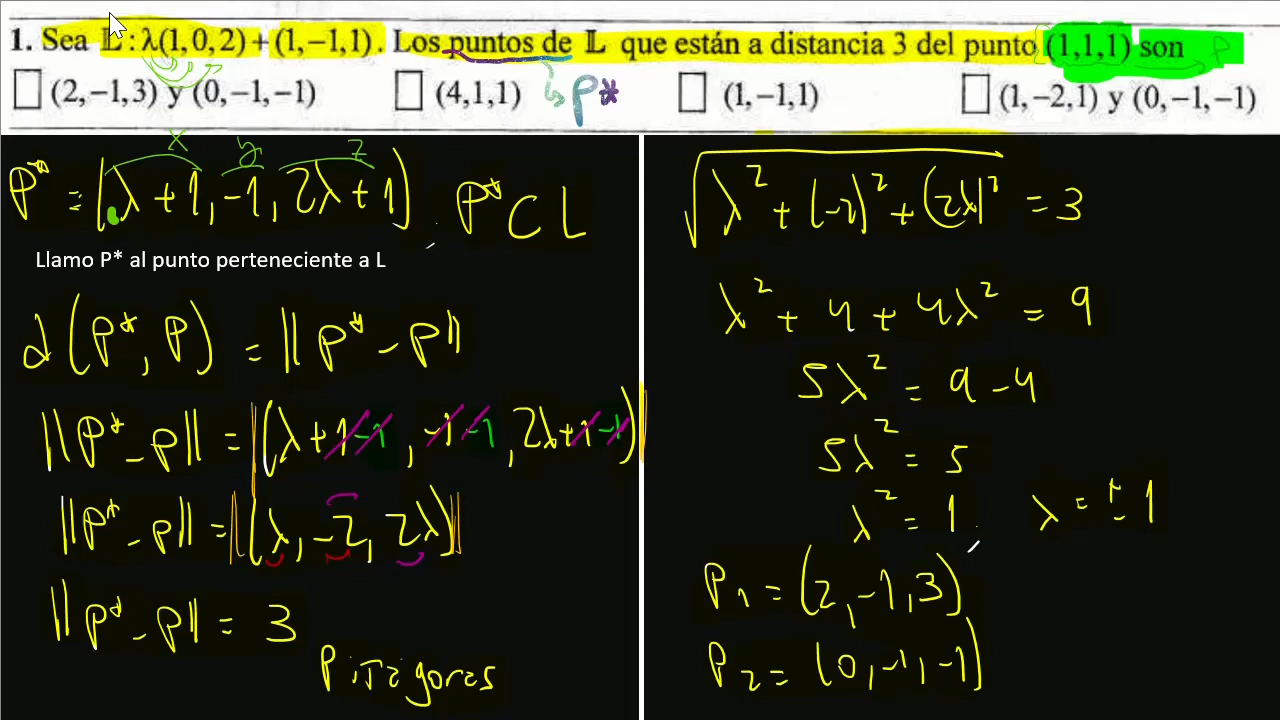 1. Sea 𝕃 : λ(1,0,2)+(1,−1,1). Los puntos de 𝕃 que están a distancia 3 del punto (1,1,1) son
P
☐ (2,−1,3) y (0,−1,−1) ☐ (4,1,1) P* ☐ (1,−1,1) ☐ (1,−2,1) y (0,−1,−1)
x y z
P* = (λ+1, -1, 2λ+1) P* C L
Llamo P* al punto perteneciente a L
d(P*, P) = ||P* - P||
||P* - P|| = ||(λ+1-1, -1-1, 2λ+1-1)||
||P* - P|| = ||(λ, -2, 2λ)||
||P* - P|| = 3
Pitágoras
√(λ² + (-2)² + (2λ)²) = 3
λ² + 4 + 4λ² = 9
5λ² = 9 - 4
5λ² = 5
λ² = 1 λ = ±1
P1 = (2, -1, 3)
P2 = (0, -1, -1)